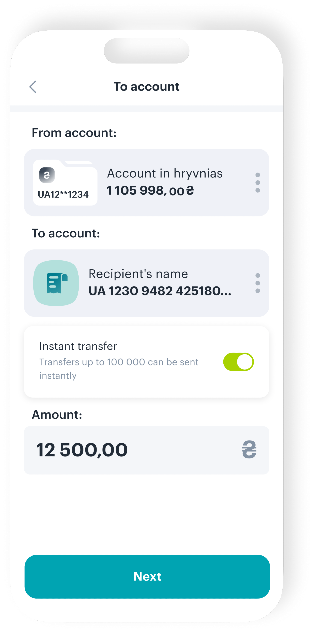 To account
From account:
₴
UA12**1234
Account in hryvnias
1 105 998, 00 ₴
To account:
Recipient's name
UA 1230 9482 425180...
Instant transfer
Transfers up to 100 000 can be sent
instantly
Amount:
12 500,00 ₴
Next